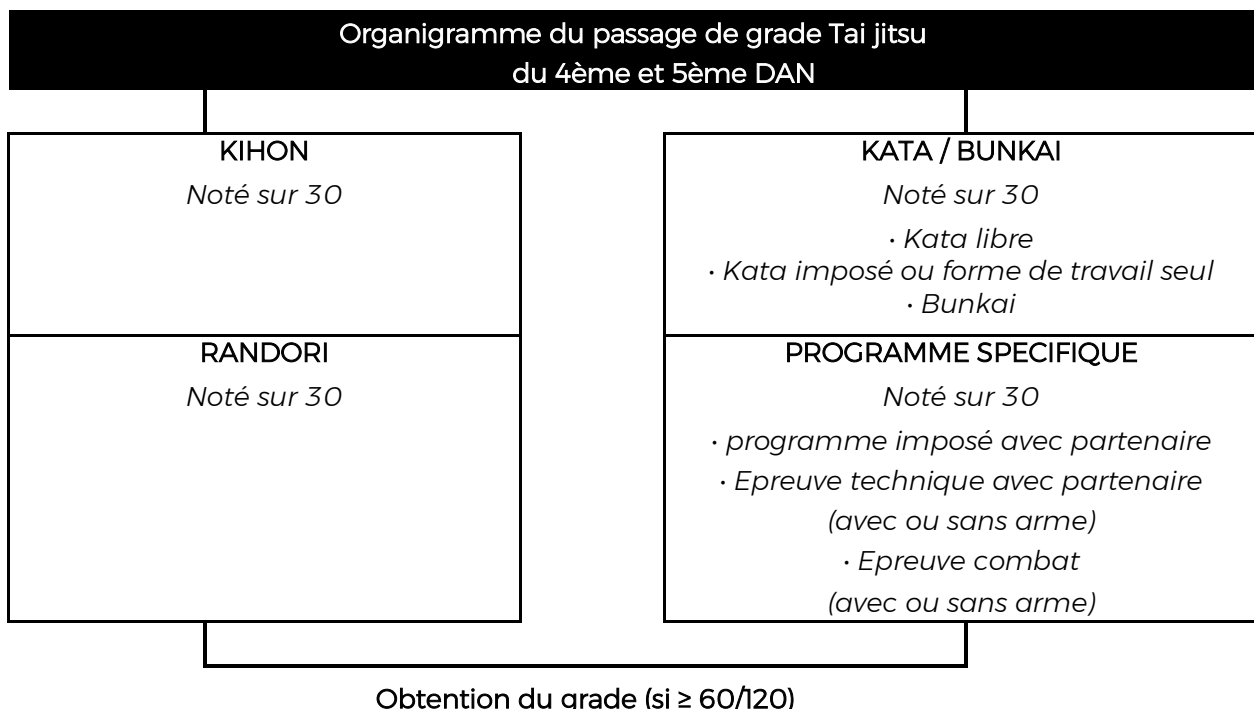 Organigramme du passage de grade Tai jitsu
du 4ème et 5ème DAN
KIHON
Noté sur 30
RANDORI
Noté sur 30
KATA / BUNKAI
Noté sur 30
· Kata libre
· Kata imposé ou forme de travail seul
· Bunkai
PROGRAMME SPECIFIQUE
Noté sur 30
· programme imposé avec partenaire
· Epreuve technique avec partenaire
(avec ou sans arme)
· Epreuve combat
(avec ou sans arme)
Obtention du grade (si ≥ 60/120)